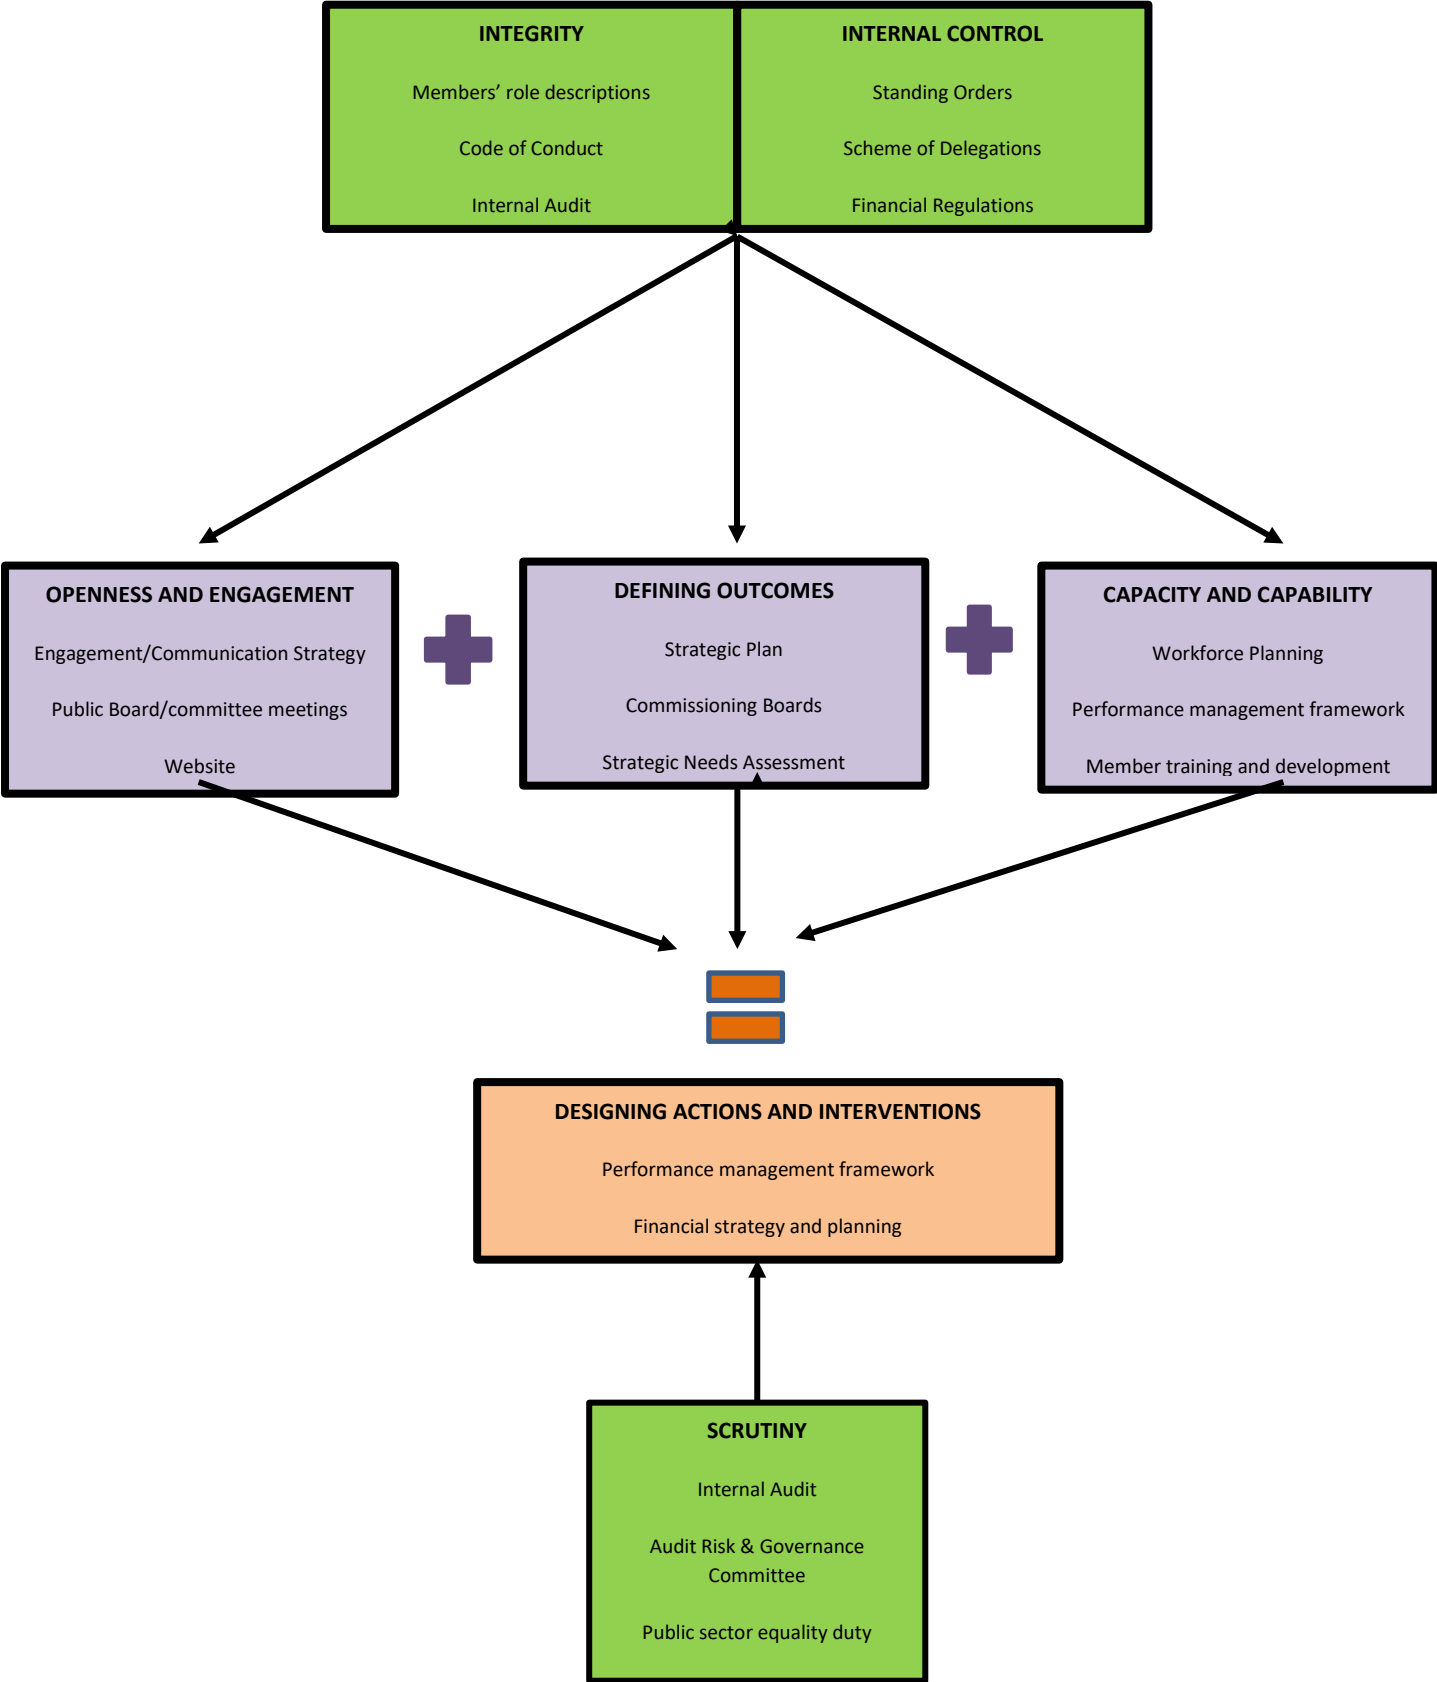 INTEGRITY
Members’ role descriptions
Code of Conduct
Internal Audit
INTERNAL CONTROL
Standing Orders
Scheme of Delegations
Financial Regulations
OPENNESS AND ENGAGEMENT
Engagement/Communication Strategy
Public Board/committee meetings
Website
DEFINING OUTCOMES
Strategic Plan
Commissioning Boards
Strategic Needs Assessment
CAPACITY AND CAPABILITY
Workforce Planning
Performance management framework
Member training and development
DESIGNING ACTIONS AND INTERVENTIONS
Performance management framework
Financial strategy and planning
SCRUTINY
Internal Audit
Audit Risk & Governance
Committee
Public sector equality duty